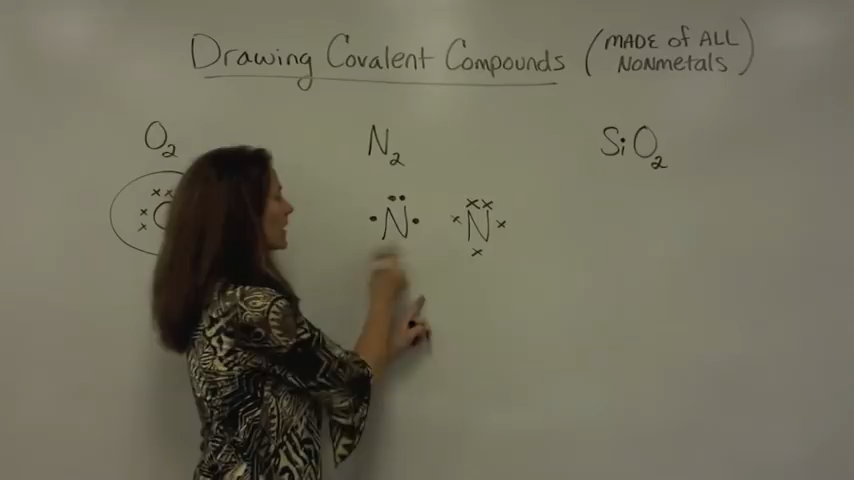 Drawing Covalent Compounds (MADE of ALL
Nonmetals)
O₂ N₂ SiO₂
N N